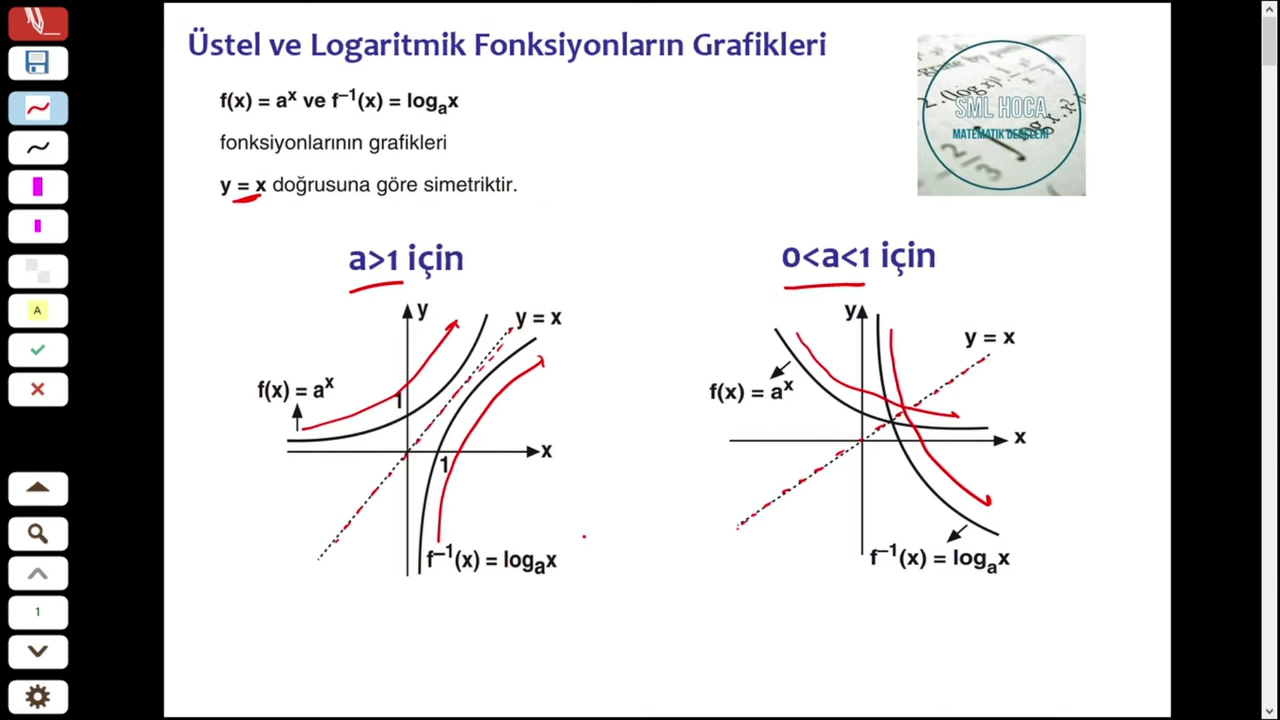 Üstel ve Logaritmik Fonksiyonların Grafikleri
f(x) = aˣ ve f⁻¹(x) = logₐx
fonksiyonlarının grafikleri
y = x doğrusuna göre simetriktir.
SML HOCA
MATEMATİK DERSLERİ
a>1 için
y
y = x
f(x) = aˣ
1
x
1
f⁻¹(x) = logₐx
0<a<1 için
y
y = x
f(x) = aˣ
x
f⁻¹(x) = logₐx
A
1